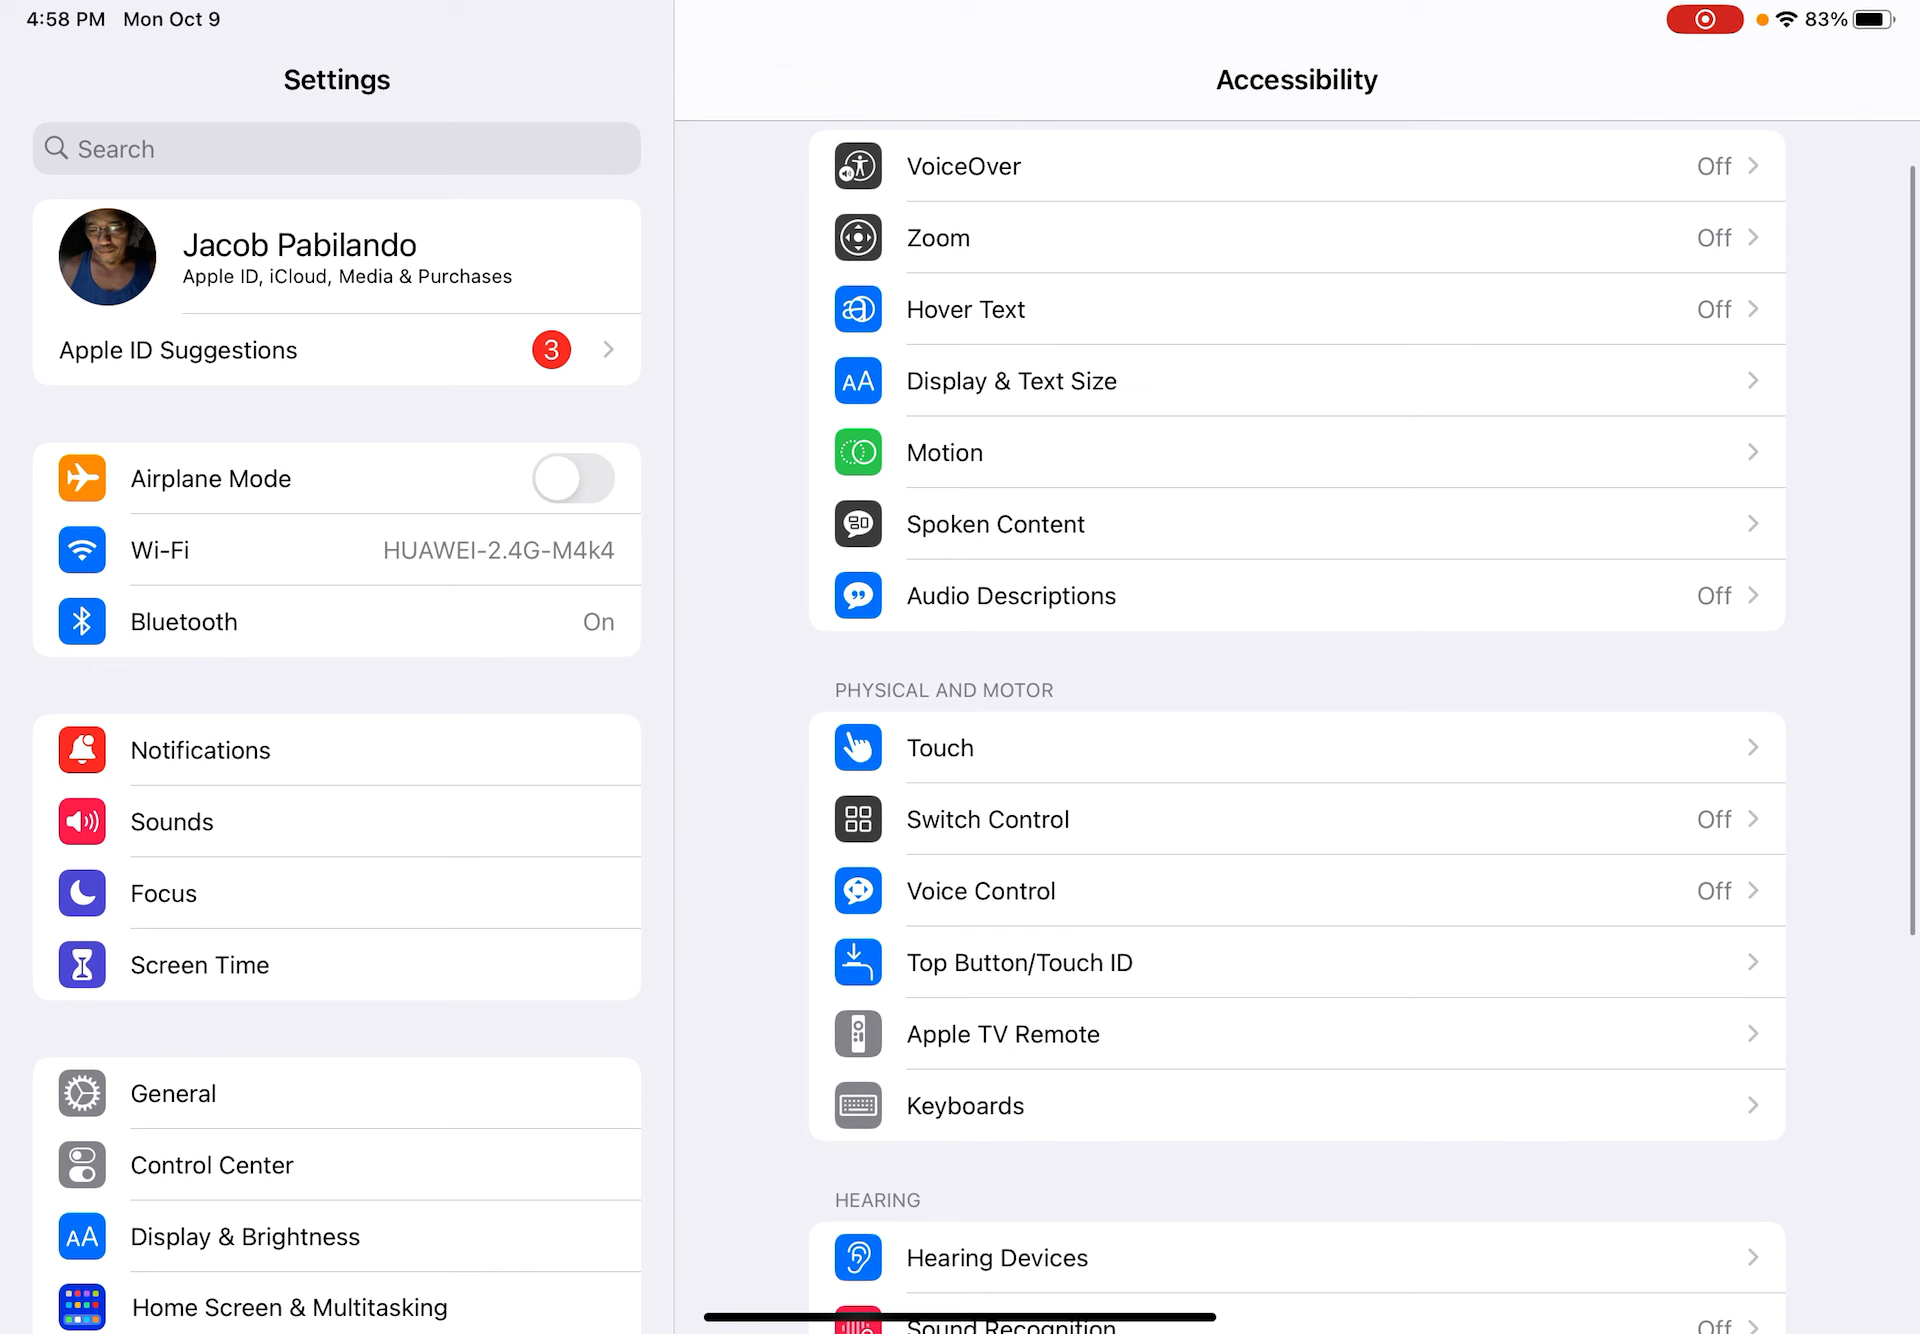 4:58 PM Mon Oct 9
83%
Settings
Search
Jacob Pabilando
Apple ID, iCloud, Media & Purchases
Apple ID Suggestions 3
Airplane Mode
Wi-Fi HUAWEI-2.4G-M4k4
Bluetooth On
Notifications
Sounds
Focus
Screen Time
General
Control Center
AA Display & Brightness
Home Screen & Multitasking
Accessibility
VoiceOver Off
Zoom Off
Hover Text Off
AA Display & Text Size
Motion
Spoken Content
Audio Descriptions Off
PHYSICAL AND MOTOR
Touch
Switch Control Off
Voice Control Off
Top Button/Touch ID
Apple TV Remote
Keyboards
HEARING
Hearing Devices
Sound Recognition Off